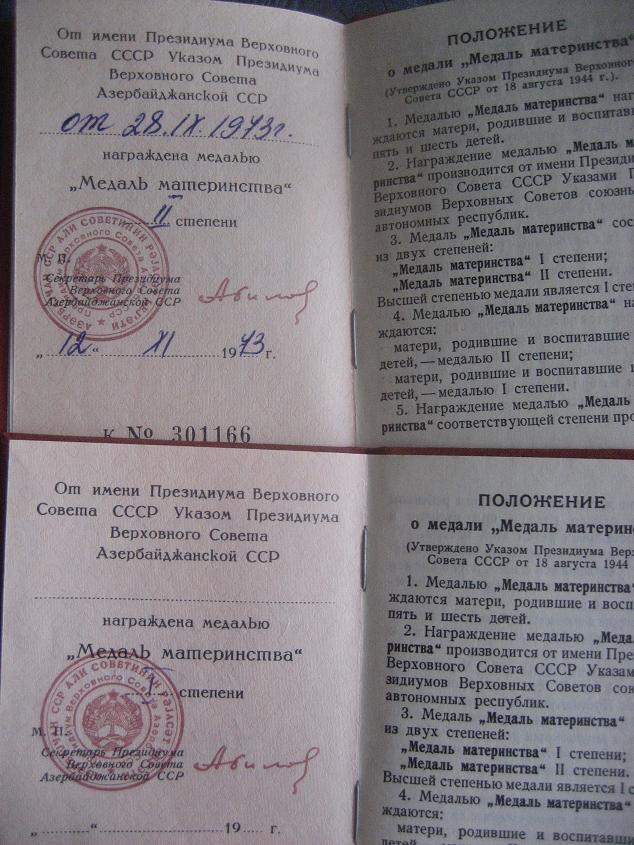 От имени Президиума Верховного
Совета СССР Указом Президиума
Верховного Совета
Азербайджанской ССР
от 28.IX.1973г.
награждена медалью
„Медаль материнства“
II степени
М. П.
Секретарь Президиума
Верховного Совета
Азербайджанской ССР
„12“ XI 1973 г.
К № 301166
ПОЛОЖЕНИЕ
о медали „Медаль материнства“
(Утверждено Указом Президиума Верховного
Совета СССР от 18 августа 1944 г.).
1. Медалью „Медаль материнства“ наг
ждаются матери, родившие и воспитав
пять и шесть детей.
2. Награждение медалью „Медаль м
ринства“ производится от имени Презид
Верховного Совета СССР Указами П
зидиумов Верховных Советов союзны
автономных республик.
3. Медаль „Медаль материнства“ сос
из двух степеней:
„Медаль материнства“ I степени;
„Медаль материнства“ II степени.
Высшей степенью медали является I сте
4. Медалью „Медаль материнства“ на
ждаются:
матери, родившие и воспитавшие
детей,—медалью II степени;
матери, родившие и воспитавшие
детей,—медалью I степени.
5. Награждение медалью „Медаль
ринства“ соответствующей степени про
От имени Президиума Верховного
Совета СССР Указом Президиума
Верховного Совета
Азербайджанской ССР
награждена медалью
„Медаль материнства“
степени
М. П.
Секретарь Президиума
Верховного Совета
Азербайджанской ССР
„ “ 19 г.
ПОЛОЖЕНИЕ
о медали „Медаль материн
(Утверждено Указом Президиума Верх
Совета СССР от 18 августа 1944
1. Медалью „Медаль материнства“
ждаются матери, родившие и восп
пять и шесть детей.
2. Награждение медалью „Меда
ринства“ производится от имени Пре
Верховного Совета СССР Указам
зидиумов Верховных Советов сою
автономных республик.
3. Медаль „Медаль материнства“
из двух степеней:
„Медаль материнства“ I степени;
„Медаль материнства“ II степени.
Высшей степенью медали является I с
4. Медалью „Медаль материнства“
ждаются:
матери, родившие и воспитавши